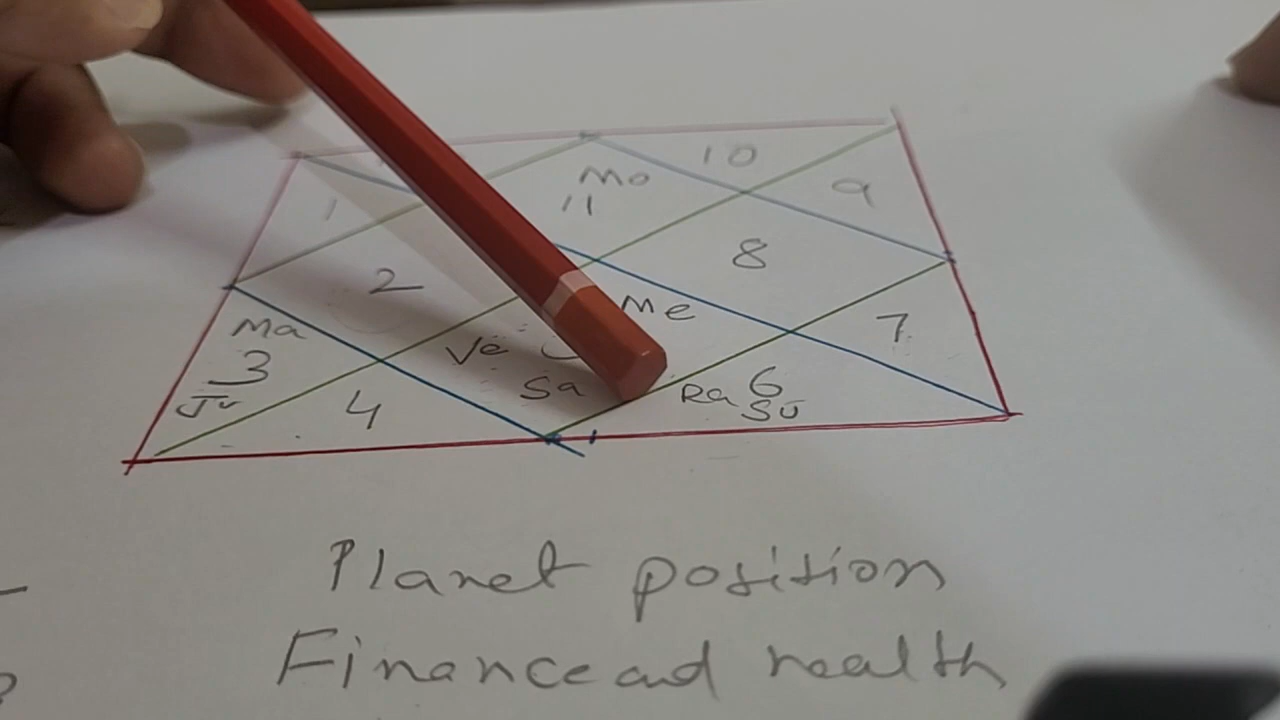 10
Mo
9
11
1
8
2
Me
Ma
7
Ve
3
Sa
Ra 6
Su
Ju
4
Planet position
Finance ad health